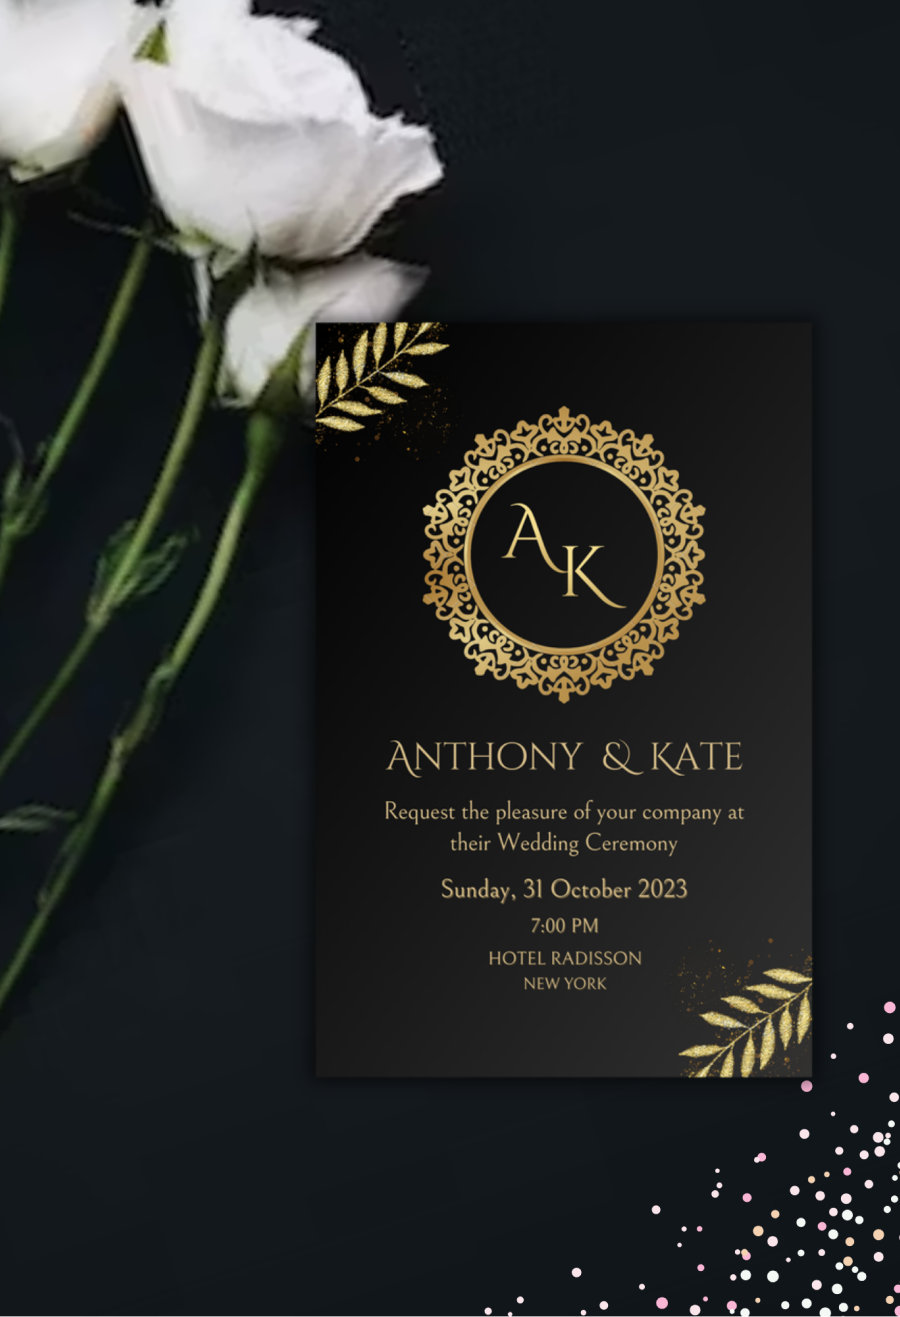 A
K
ANTHONY & KATE
Request the pleasure of your company at
their Wedding Ceremony
Sunday, 31 October 2023
7:00 PM
HOTEL RADISSON
NEW YORK